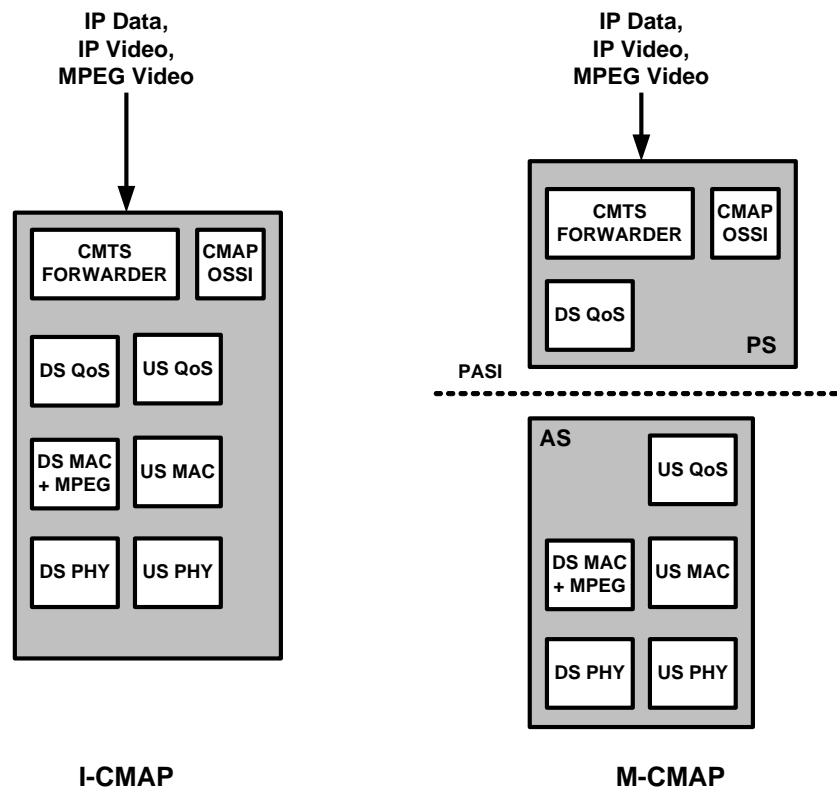 IP Data,
IP Video,
MPEG Video
CMTS
FORWARDER
CMAP
OSSI
DS QoS
US QoS
DS MAC
+ MPEG
US MAC
DS PHY
US PHY
I-CMAP
IP Data,
IP Video,
MPEG Video
CMTS
FORWARDER
CMAP
OSSI
DS QoS
PS
PASI
AS
US QoS
DS MAC
+ MPEG
US MAC
DS PHY
US PHY
M-CMAP